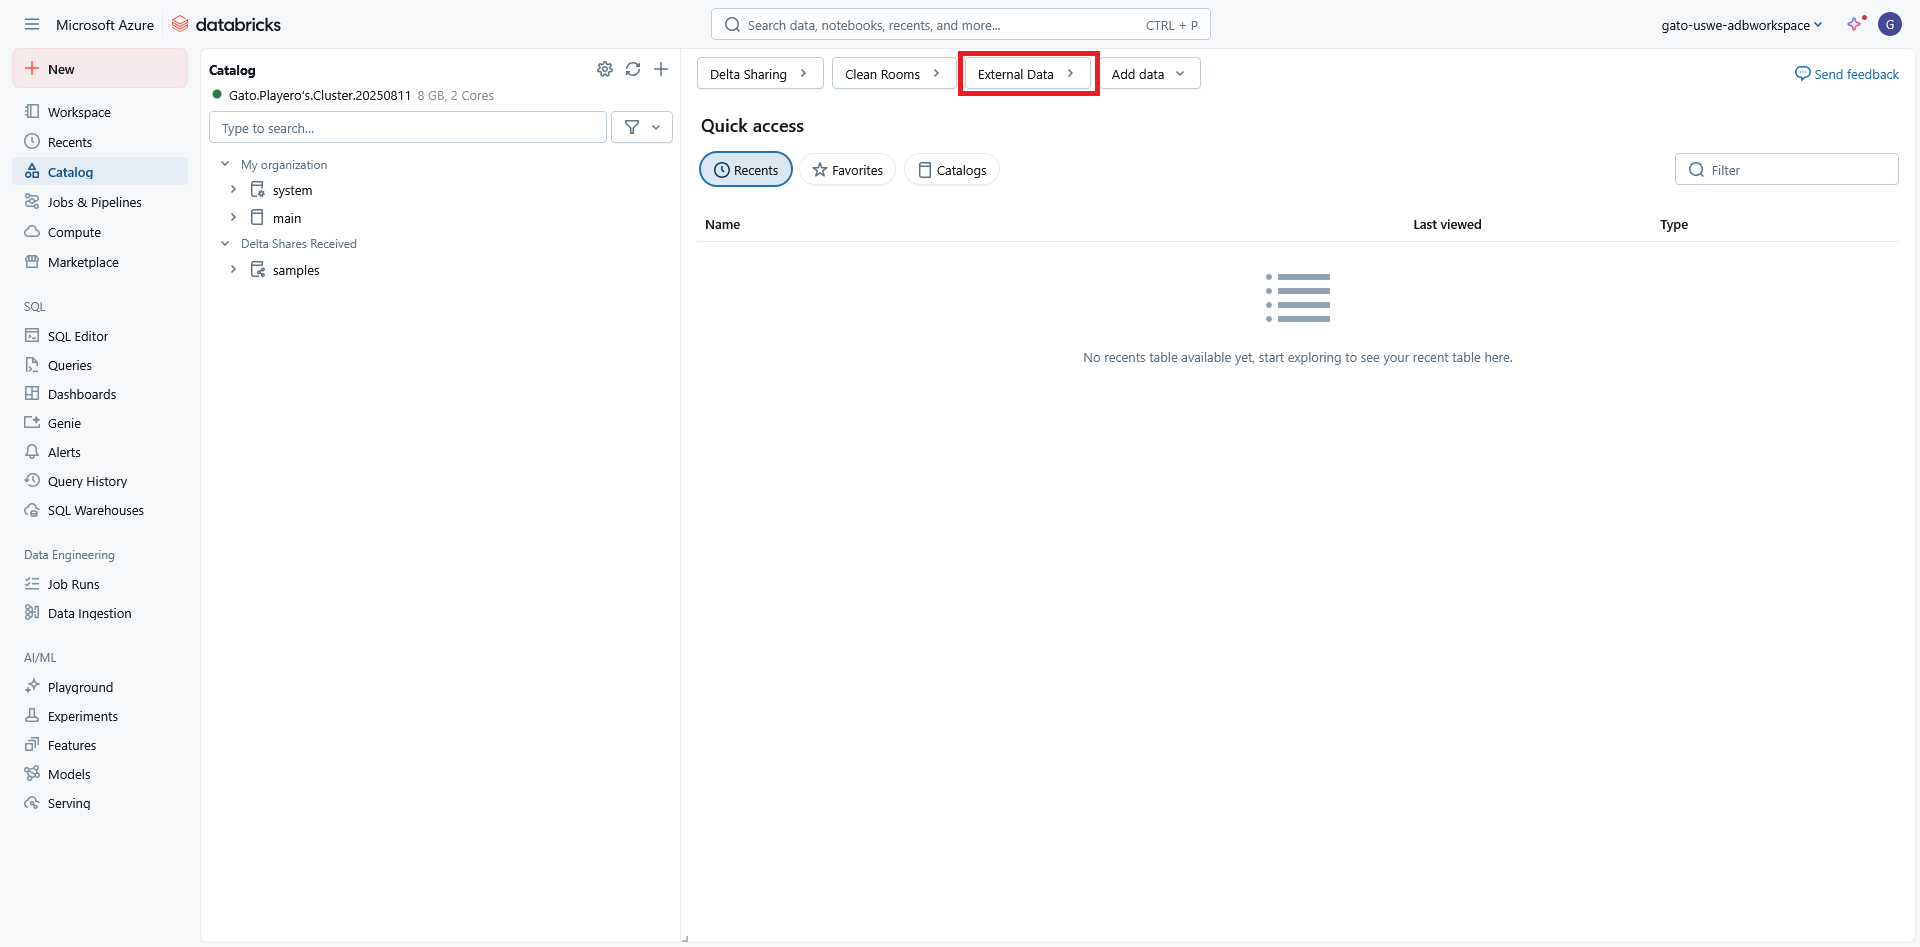 Microsoft Azure
databricks
Search data, notebooks, recents, and more...
CTRL + P
gato-uswe-adbworkspace
G
New
Workspace
Recents
Catalog
Jobs & Pipelines
Compute
Marketplace
SQL
SQL Editor
Queries
Dashboards
Genie
Alerts
Query History
SQL Warehouses
Data Engineering
Job Runs
Data Ingestion
AI/ML
Playground
Experiments
Features
Models
Serving
Catalog
Gato.Playero's.Cluster.20250811 8 GB, 2 Cores
Type to search...
My organization
system
main
Delta Shares Received
samples
Delta Sharing
Clean Rooms
External Data
Add data
Send feedback
Quick access
Recents
Favorites
Catalogs
Filter
Name Last viewed Type
No recents table available yet, start exploring to see your recent table here.